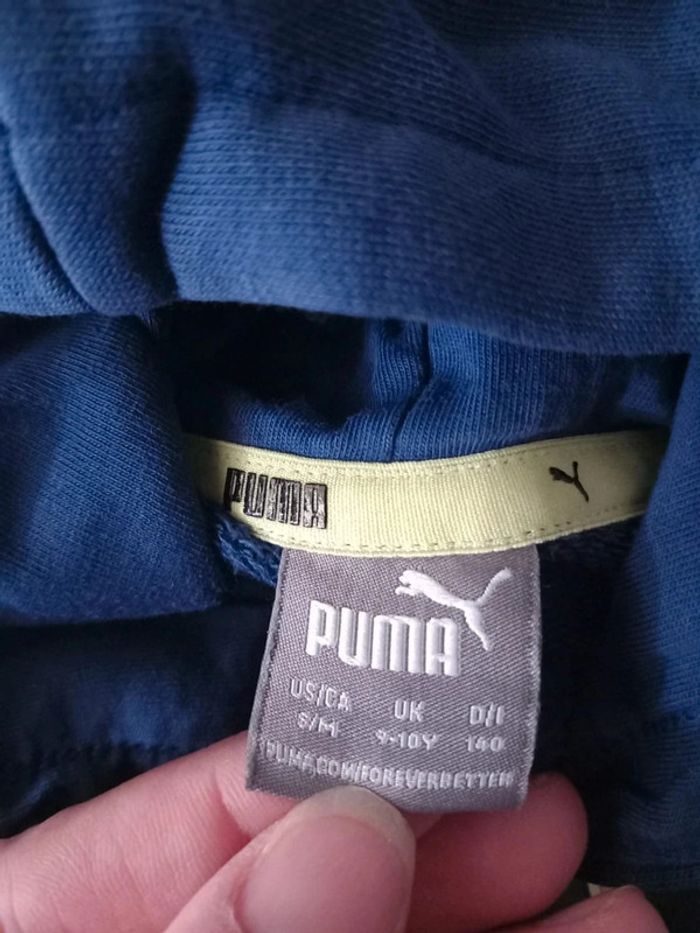 PUMA
PUMA
US/CA UK D/I
S/M 9-10Y 140
PUMA.COM/FOREVERBETTER